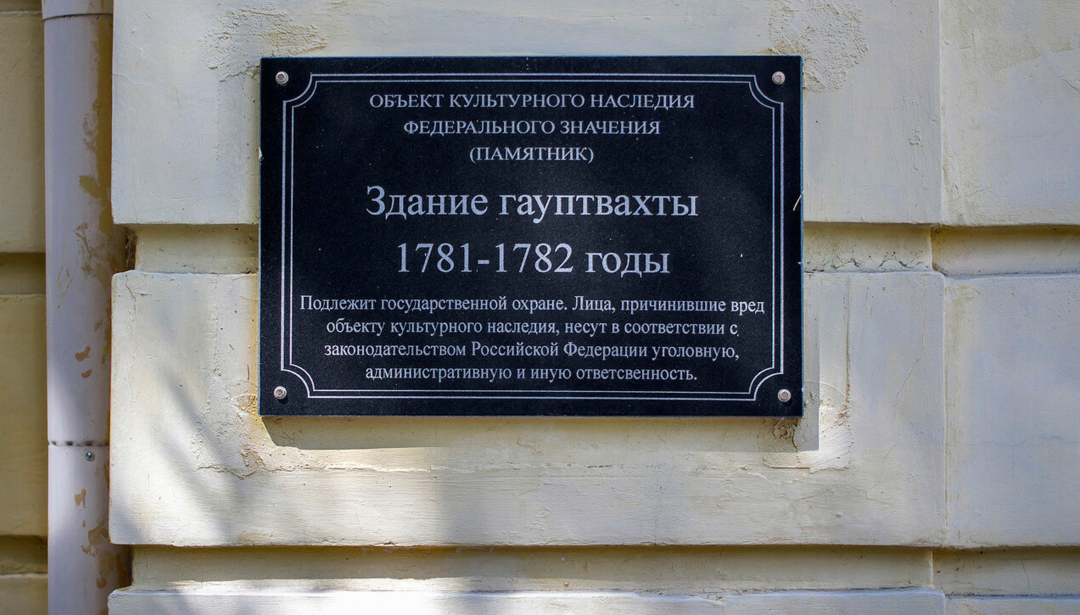 ОБЪЕКТ КУЛЬТУРНОГО НАСЛЕДИЯ
ФЕДЕРАЛЬНОГО ЗНАЧЕНИЯ
(ПАМЯТНИК)
Здание гауптвахты
1781-1782 годы
Подлежит государственной охране. Лица, причинившие вред
объекту культурного наследия, несут в соответствии с
законодательством Российской Федерации уголовную,
административную и иную ответсвенность.